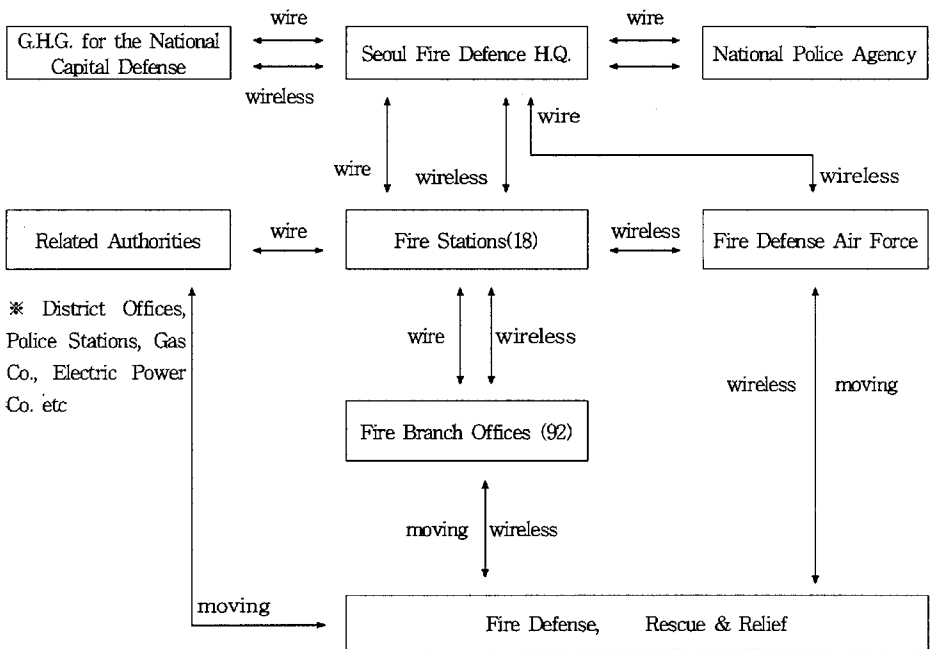 wire
wire
G.H.G. for the National
Capital Defense
Seoul Fire Defence H.Q.
National Police Agency
wireless
wire
wire
wireless
wireless
Related Authorities
wire
Fire Stations(18)
wireless
Fire Defense Air Force
※ District Offices,
Police Stations, Gas
Co., Electric Power
Co. etc
wire
wireless
wireless
moving
Fire Branch Offices (92)
moving
wireless
moving
Fire Defense, Rescue & Relief